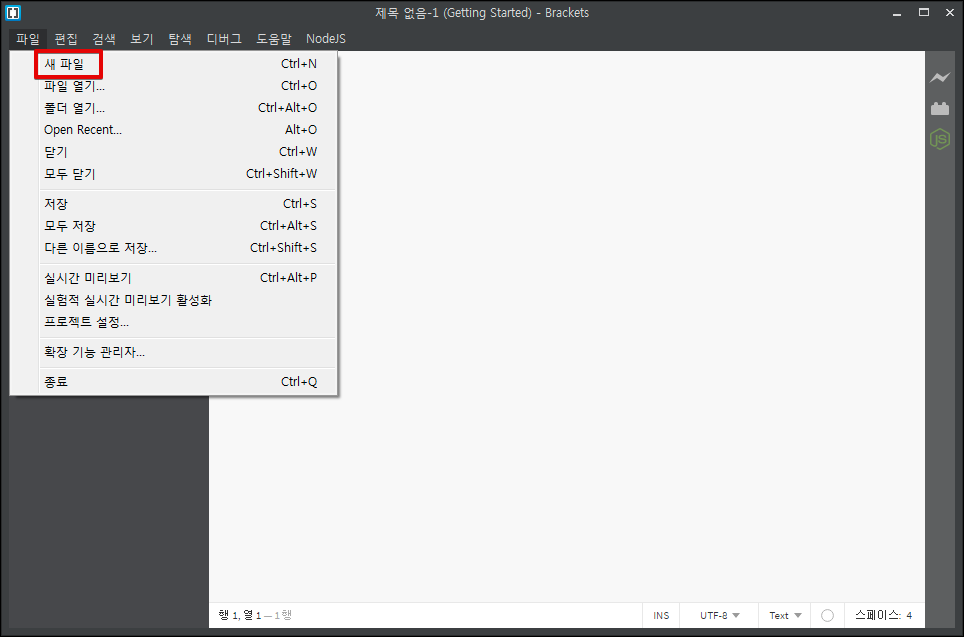 제목 없음-1 (Getting Started) - Brackets
파일 편집 검색 보기 탐색 디버그 도움말 NodeJS
새 파일 Ctrl+N
파일 열기... Ctrl+O
폴더 열기... Ctrl+Alt+O
Open Recent... Alt+O
닫기 Ctrl+W
모두 닫기 Ctrl+Shift+W
저장 Ctrl+S
모두 저장 Ctrl+Alt+S
다른 이름으로 저장... Ctrl+Shift+S
실시간 미리보기 Ctrl+Alt+P
실험적 실시간 미리보기 활성화
프로젝트 설정...
확장 기능 관리자...
종료 Ctrl+Q
JS
행 1, 열 1 — 1 행 INS UTF-8 Text 스페이스: 4